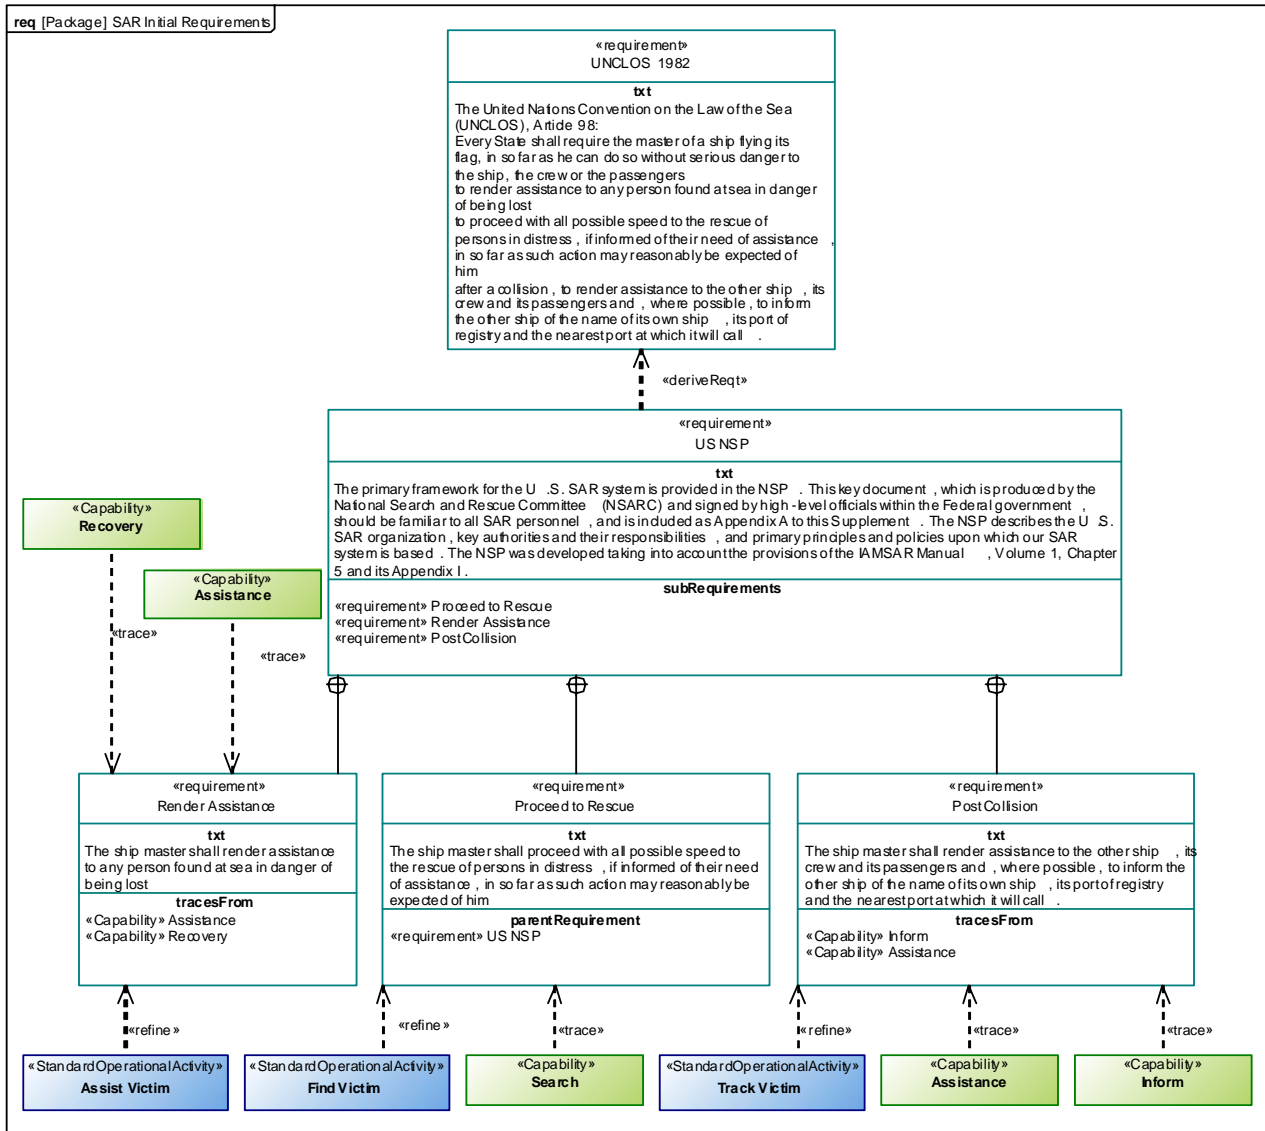 req [Package] SAR Initial Requirements
«requirement»
UNCLOS 1982
txt
The United Nations Convention on the Law of the Sea
(UNCLOS), Article 98:
Every State shall require the master of a ship flying its
flag, in so far as he can do so without serious danger to
the ship, the crew or the passengers
to render assistance to any person found at sea in danger
of being lost
to proceed with all possible speed to the rescue of
persons in distress , if informed of their need of assistance ,
in so far as such action may reasonably be expected of
him
after a collision , to render assistance to the other ship , its
crew and its passengers and , where possible , to inform
the other ship of the name of its own ship , its port of
registry and the nearest port at which it will call .
«deriveReqt»
«requirement»
US NSP
txt
The primary framework for the U .S. SAR system is provided in the NSP . This key document , which is produced by the
National Search and Rescue Committee (NSARC) and signed by high -level officials within the Federal government ,
should be familiar to all SAR personnel , and is included as Appendix A to this Supplement . The NSP describes the U .S.
SAR organization , key authorities and their responsibilities , and primary principles and policies upon which our SAR
system is based . The NSP was developed taking into account the provisions of the IAMSAR Manual , Volume 1, Chapter
5 and its Appendix I .
subRequirements
«requirement» Proceed to Rescue
«requirement» Render Assistance
«requirement» Post Collision
«Capability»
Recovery
«Capability»
Assistance
«trace»
«trace»
«requirement»
Render Assistance
txt
The ship master shall render assistance
to any person found at sea in danger of
being lost
tracesFrom
«Capability» Assistance
«Capability» Recovery
«requirement»
Proceed to Rescue
txt
The ship master shall proceed with all possible speed to
the rescue of persons in distress , if informed of their need
of assistance , in so far as such action may reasonably be
expected of him
parentRequirement
«requirement» US NSP
«requirement»
Post Collision
txt
The ship master shall render assistance to the other ship , its
crew and its passengers and , where possible , to inform the
other ship of the name of its own ship , its port of registry
and the nearest port at which it will call .
tracesFrom
«Capability» Inform
«Capability» Assistance
«refine»
«refine»
«trace»
«refine»
«trace»
«trace»
«StandardOperationalActivity»
Assist Victim
«StandardOperationalActivity»
Find Victim
«Capability»
Search
«StandardOperationalActivity»
Track Victim
«Capability»
Assistance
«Capability»
Inform